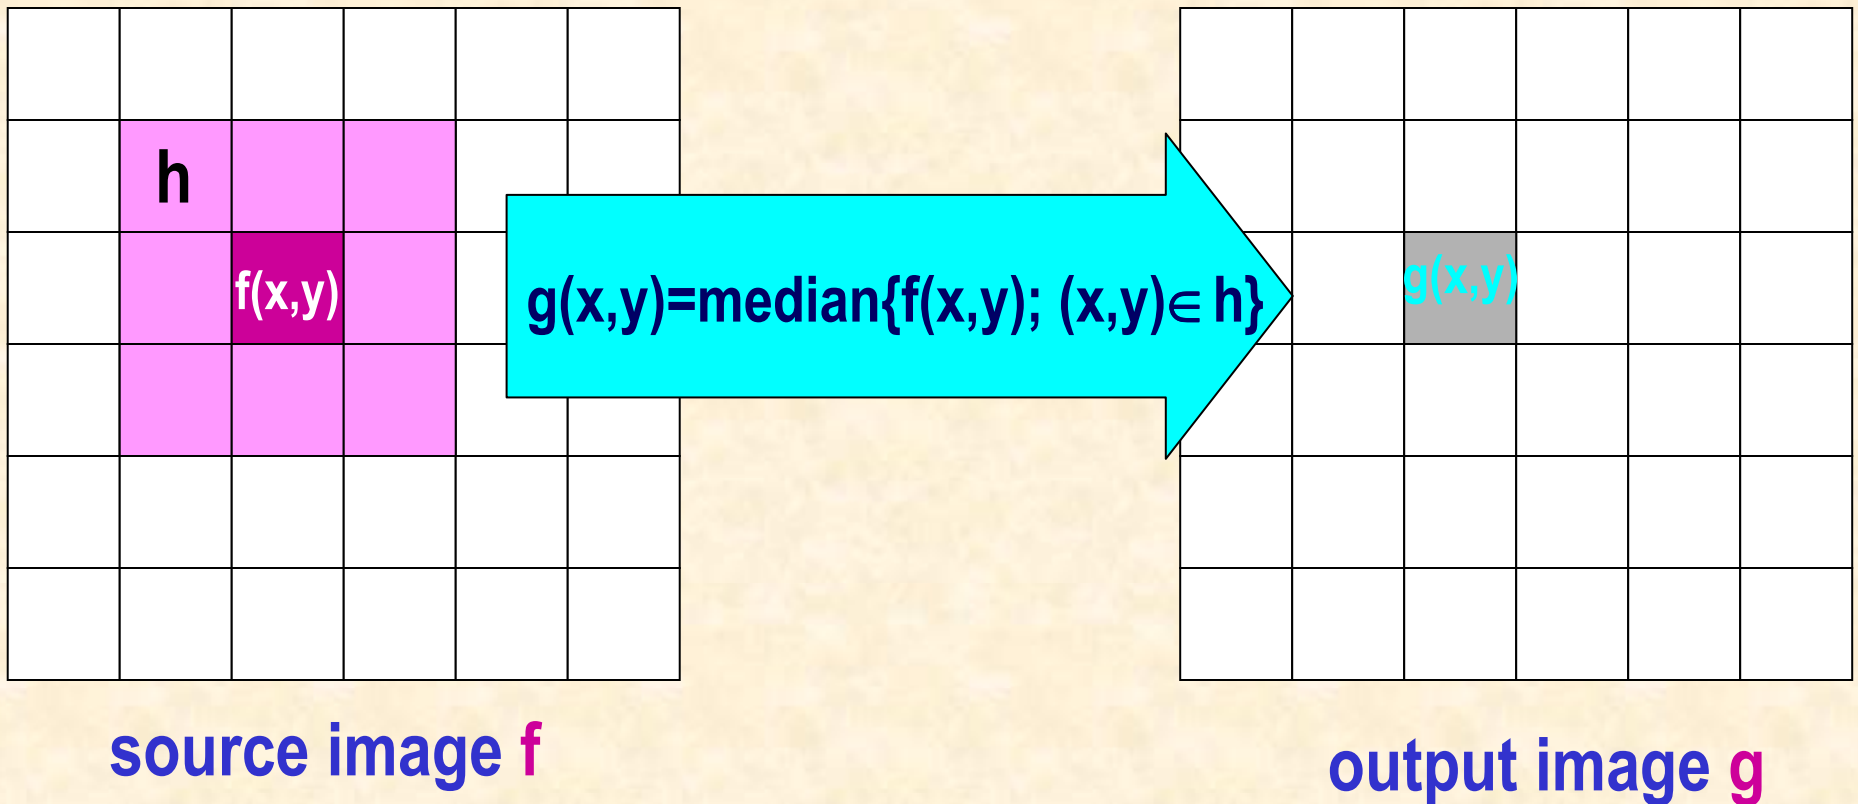 h
f(x,y)
g(x,y)=median{f(x,y); (x,y)∈ h}
g(x,y)
source image f
output image g